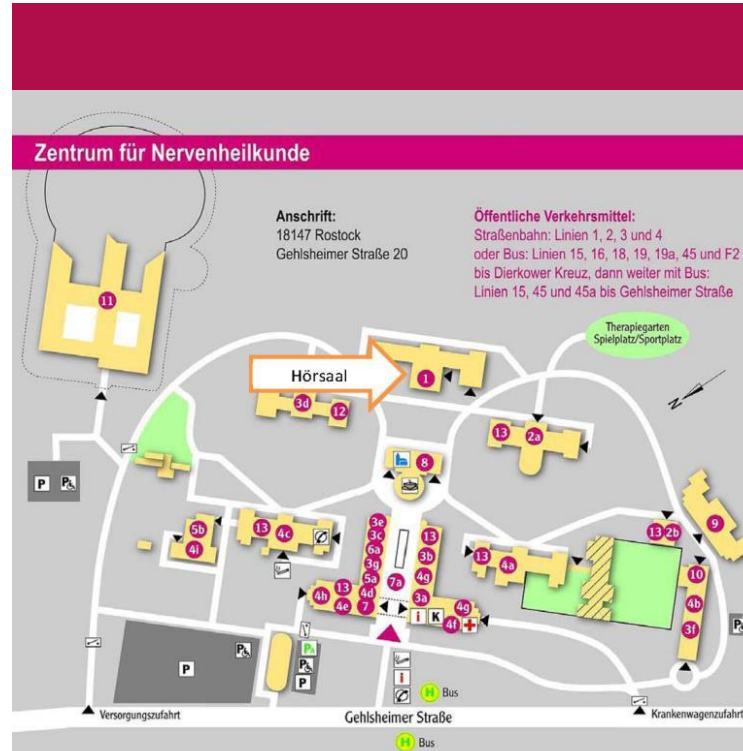 Zentrum für Nervenheilkunde
Anschrift:
18147 Rostock
Gehlsheimer Straße 20
Öffentliche Verkehrsmittel:
Straßenbahn: Linien 1, 2, 3 und 4
oder Bus: Linien 15, 16, 18, 19, 19a, 45 und F2
bis Dierkower Kreuz, dann weiter mit Bus:
Linien 15, 45 und 45a bis Gehlsheimer Straße
11
Therapiegarten
Spielplatz/Sportplatz
Hörsaal
1
3d
12
N
13
2a
8
P
P
9
5b
4i
13
4c
3e
3c
6a
3g
5a
13
4d
4h
4e
7
7a
13
3b
4g
3a
4g
4f
i
K
13
4a
13
2b
10
4b
3f
P
P
P
PA
P
P
i
H Bus
Versorgungszufahrt
Gehlsheimer Straße
Krankenwagenzufahrt
H Bus